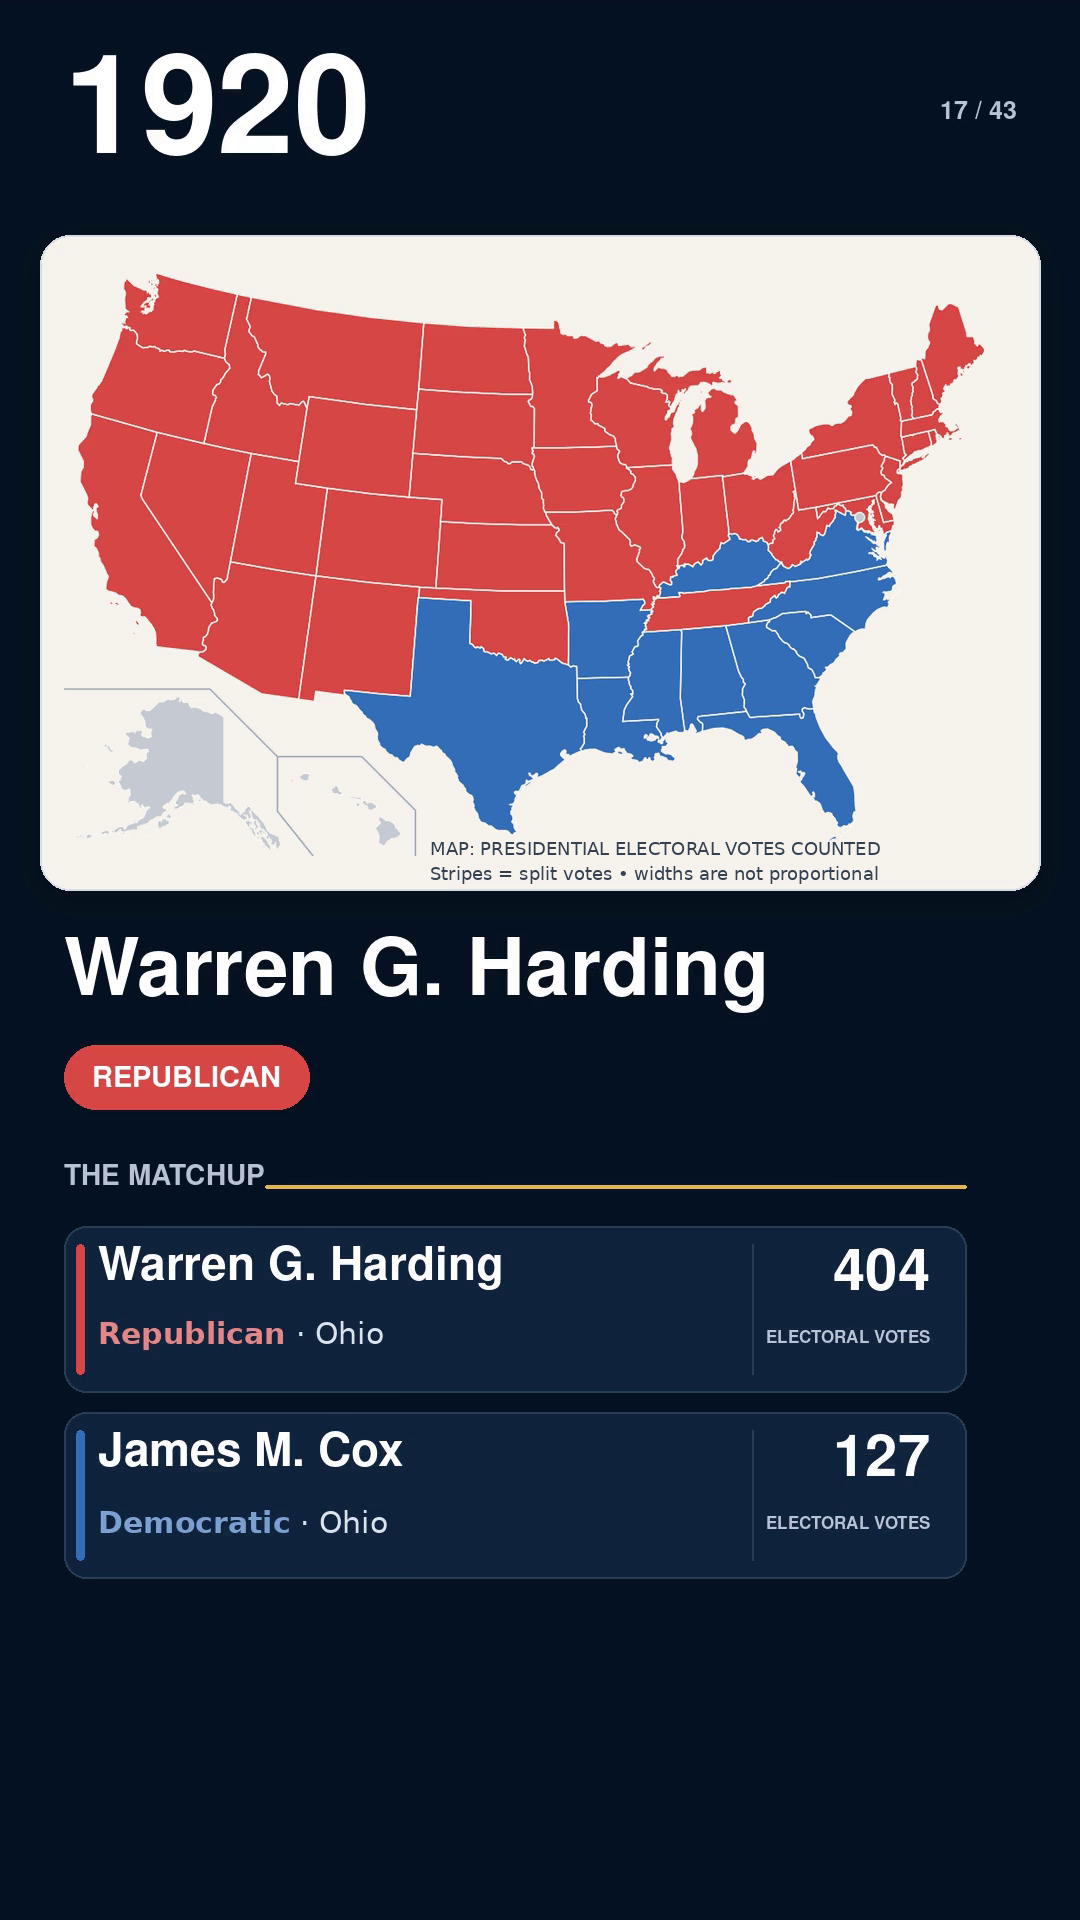 1920
17 / 43
MAP: PRESIDENTIAL ELECTORAL VOTES COUNTED
Stripes = split votes • widths are not proportional
Warren G. Harding
REPUBLICAN
THE MATCHUP
Warren G. Harding
404
Republican · Ohio
ELECTORAL VOTES
James M. Cox
127
Democratic · Ohio
ELECTORAL VOTES